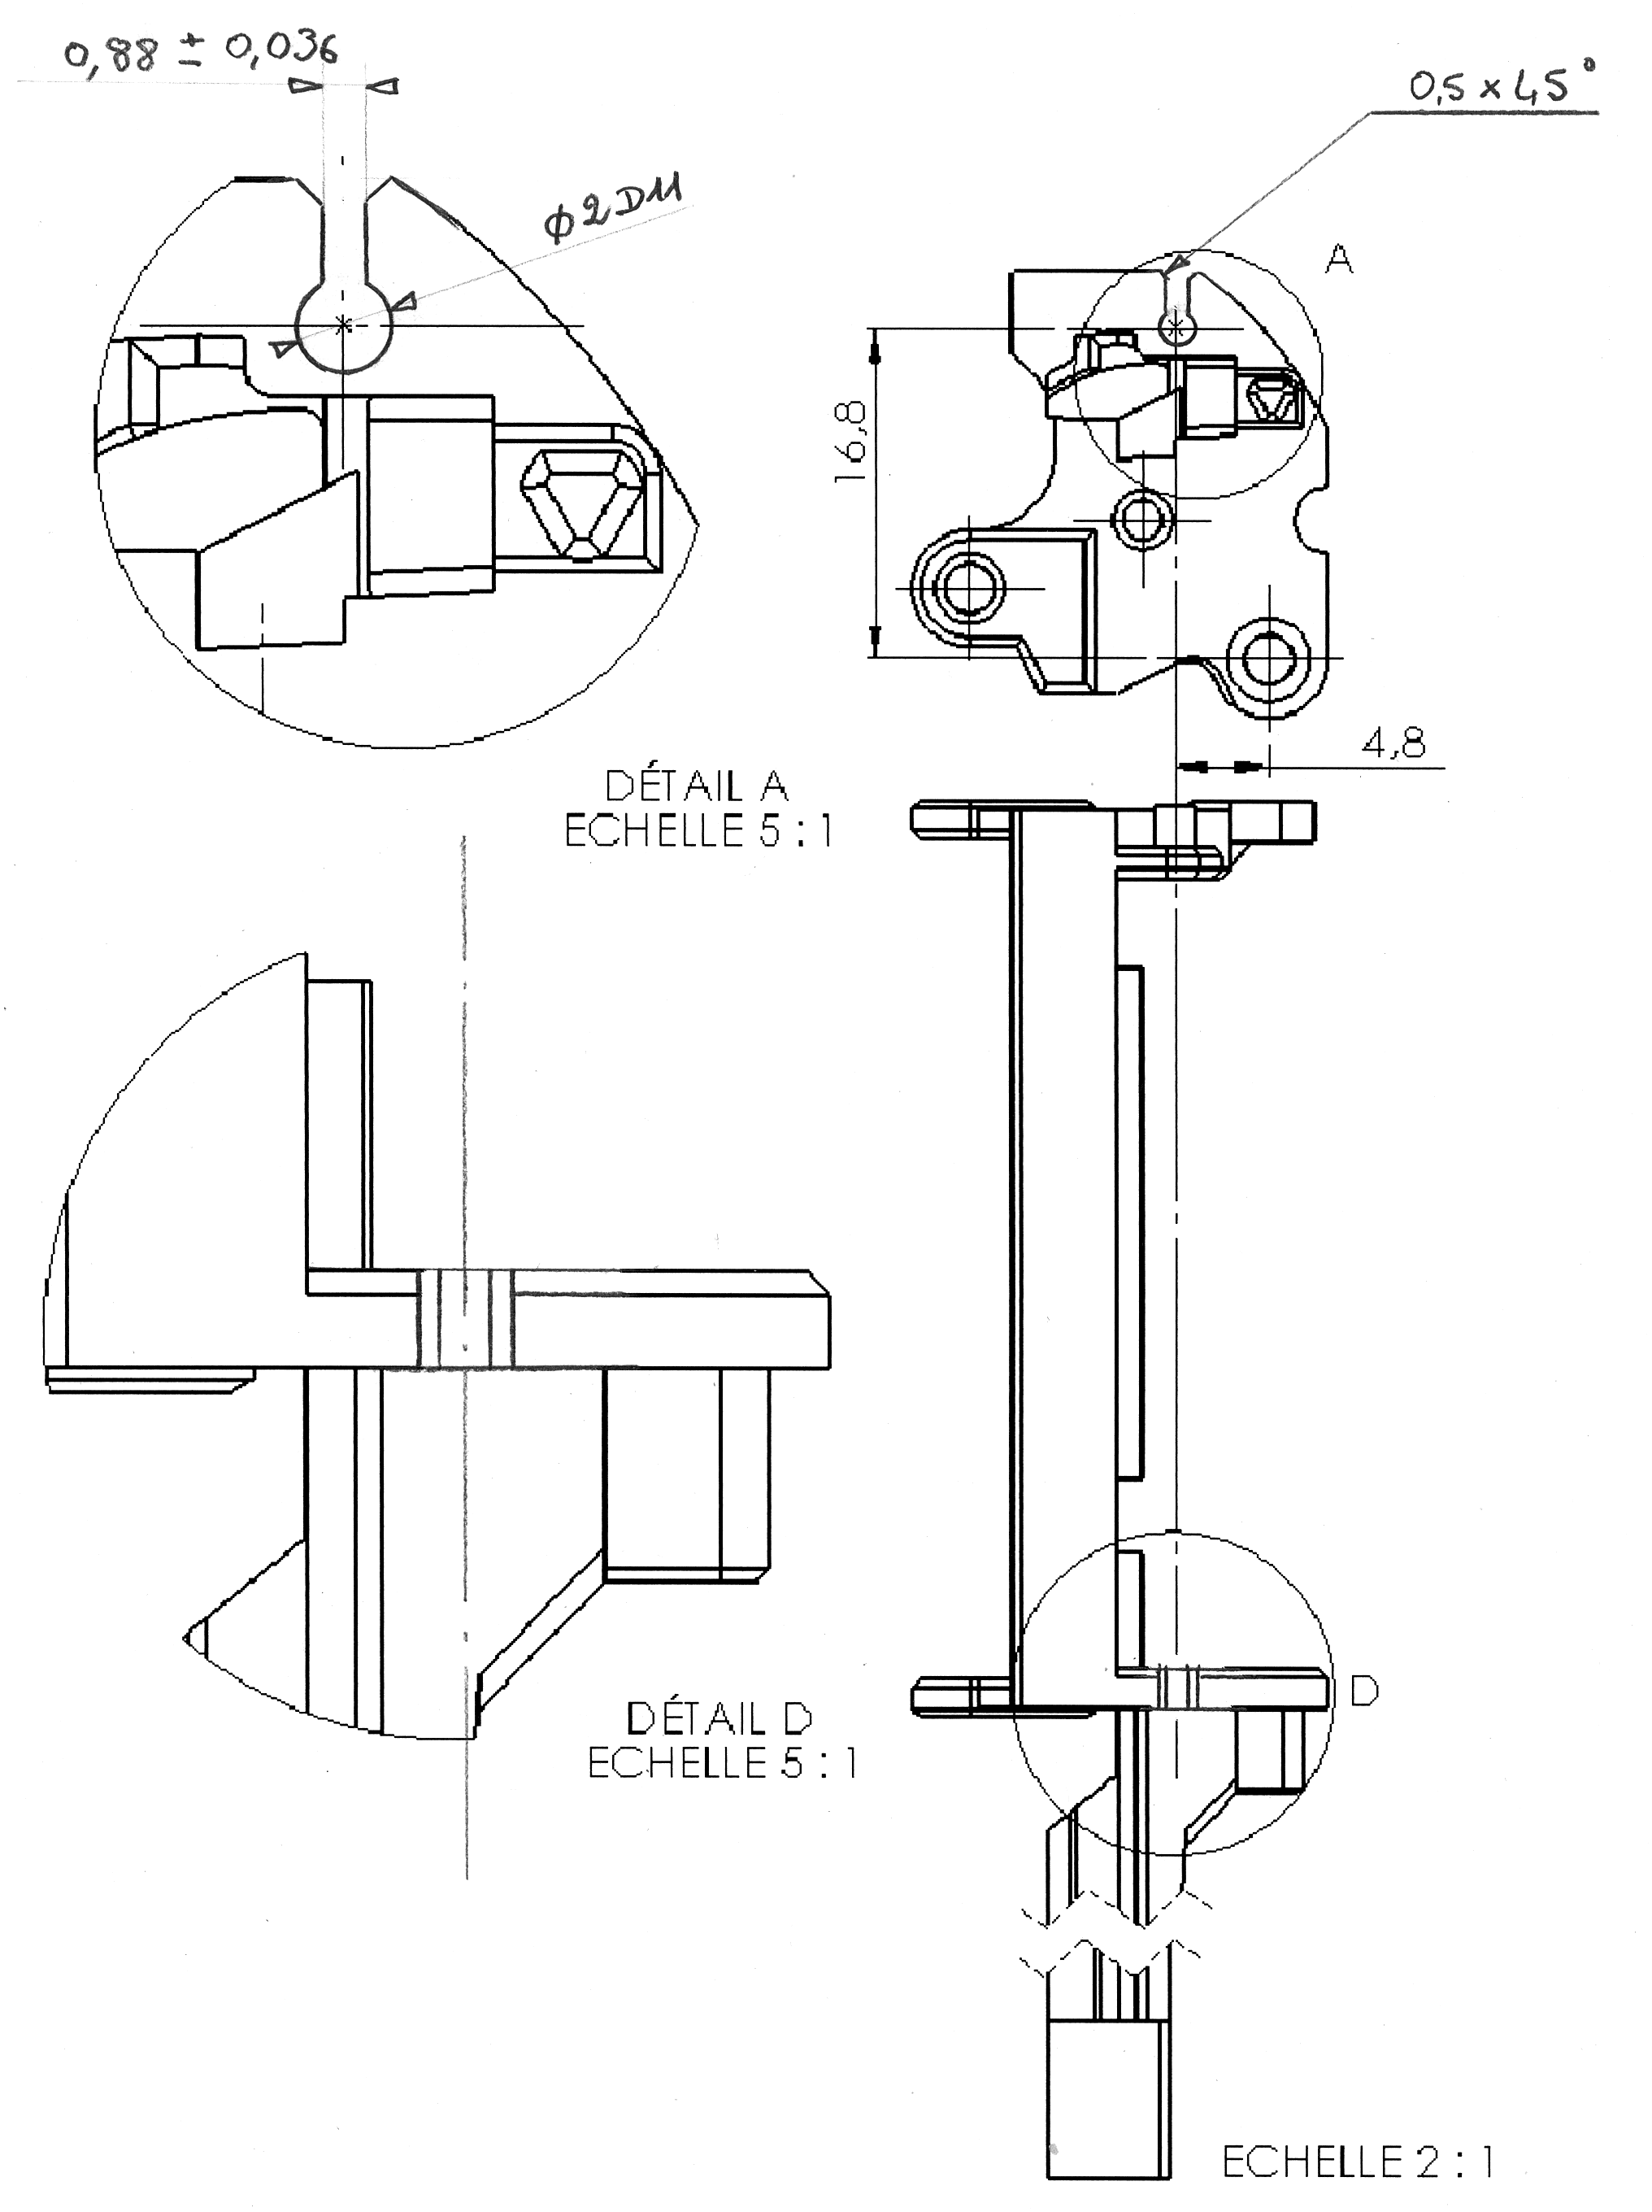 0,88 ± 0,036
0,5 x 45°
ϕ2D11
A
16,8
4,8
DÉTAIL A
ECHELLE 5 : 1
D
DÉTAIL D
ECHELLE 5 : 1
ECHELLE 2 : 1